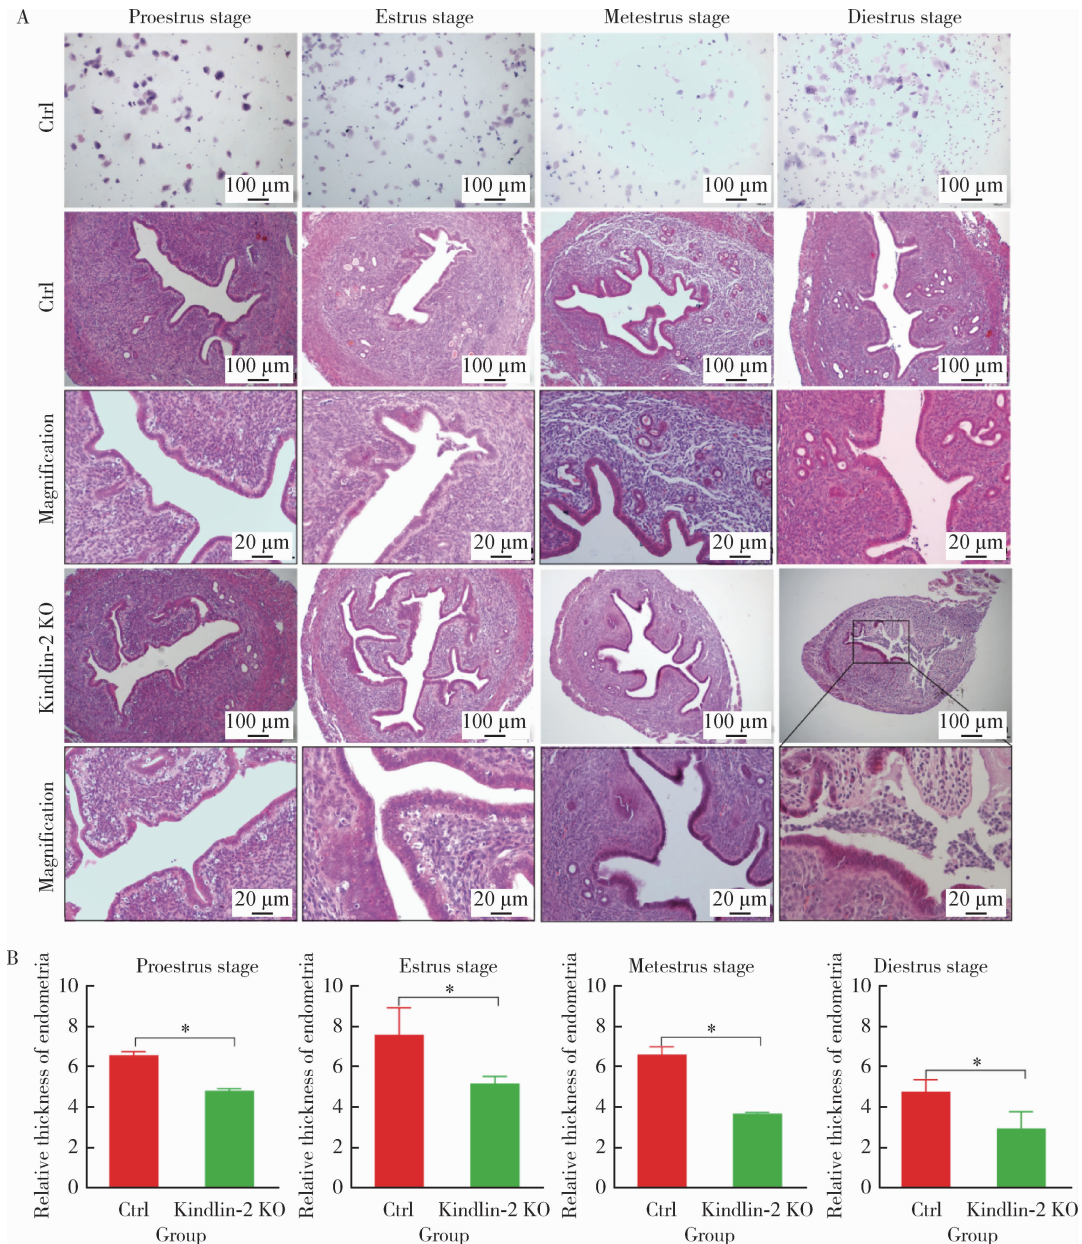 A
Proestrus stage Estrus stage Metestrus stage Diestrus stage
Ctrl
100 μm 100 μm 100 μm 100 μm
Ctrl
100 μm 100 μm 100 μm 100 μm
Magnification
20 μm 20 μm 20 μm 20 μm
Kindlin-2 KO
100 μm 100 μm 100 μm 100 μm
Magnification
20 μm 20 μm 20 μm 20 μm
B
Proestrus stage
Relative thickness of endometria
10
8
6
4
2
0
*
Ctrl Kindlin-2 KO
Group
Estrus stage
Relative thickness of endometria
10
8
6
4
2
0
*
Ctrl Kindlin-2 KO
Group
Metestrus stage
Relative thickness of endometria
10
8
6
4
2
0
*
Ctrl Kindlin-2 KO
Group
Diestrus stage
Relative thickness of endometria
10
8
6
4
2
0
*
Ctrl Kindlin-2 KO
Group